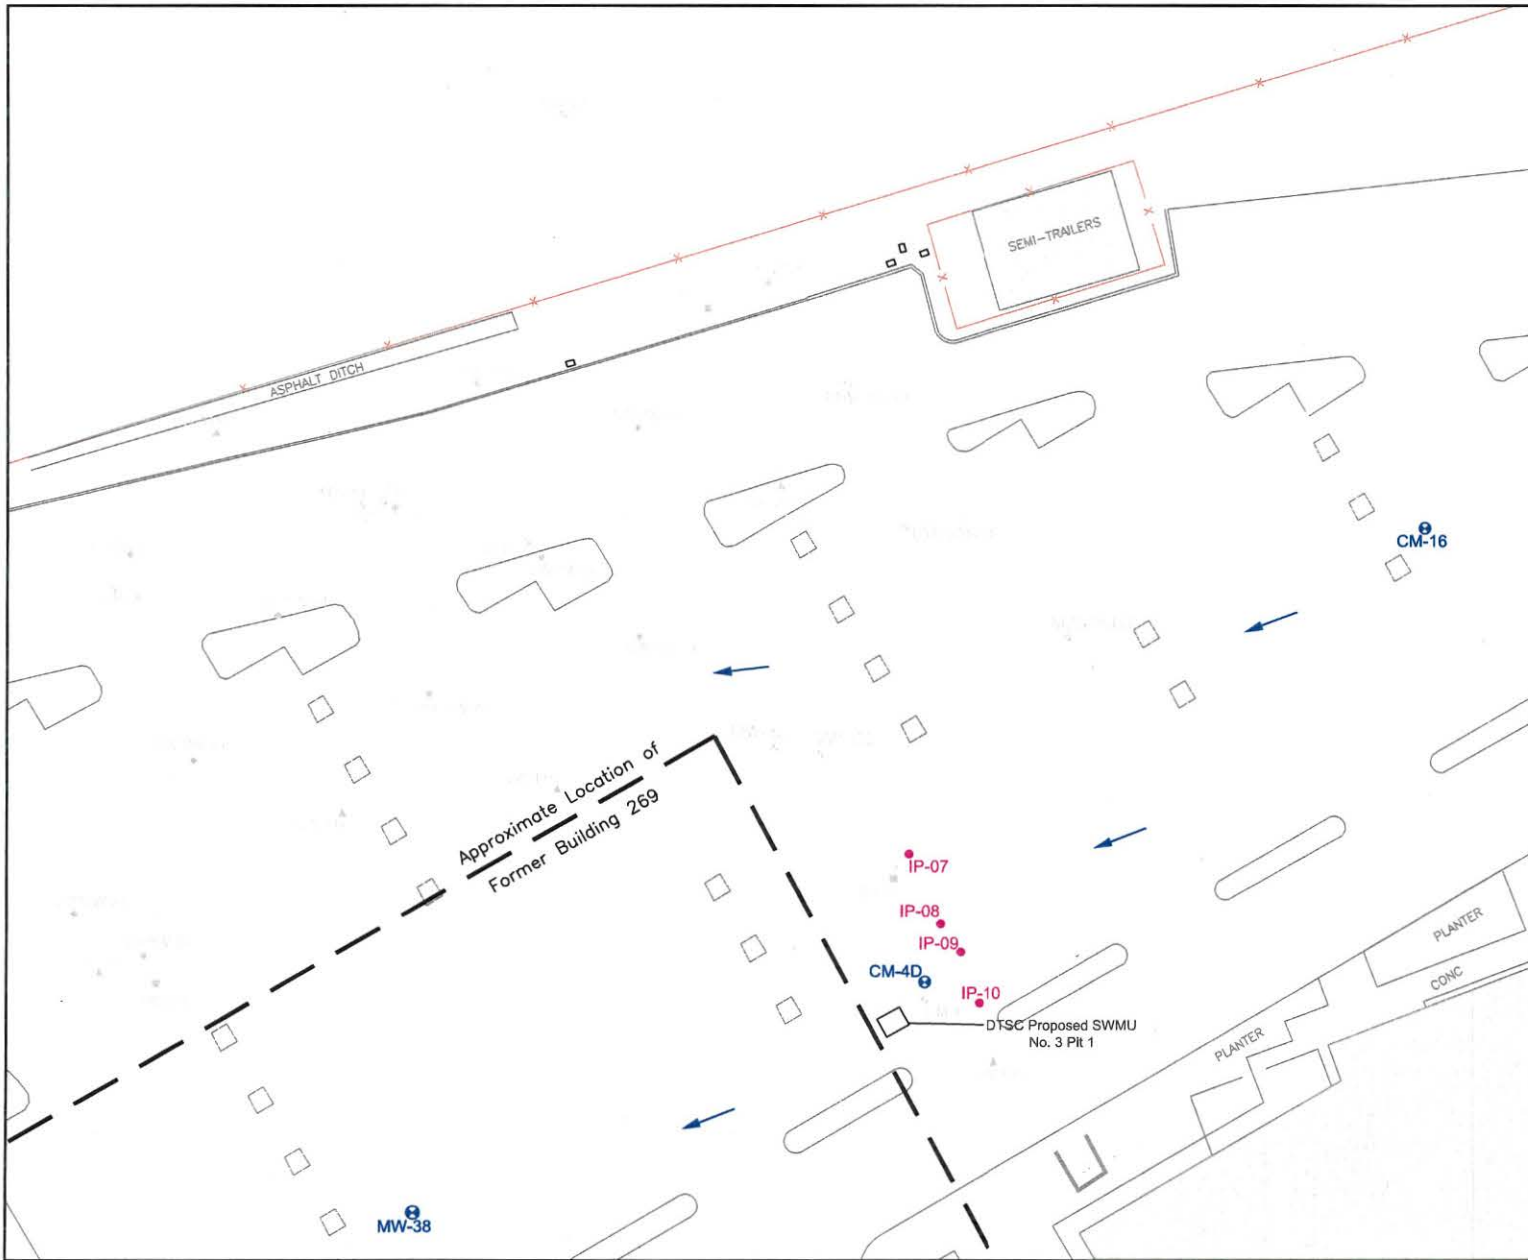 SEMI-TRAILERS
ASPHALT DITCH
CM-16
Approximate Location of
Former Building 269
IP-07
IP-08
IP-09
CM-4D
IP-10
DTSC Proposed SWMU
No. 3 Pit 1
PLANTER
CONC
PLANTER
MW-38